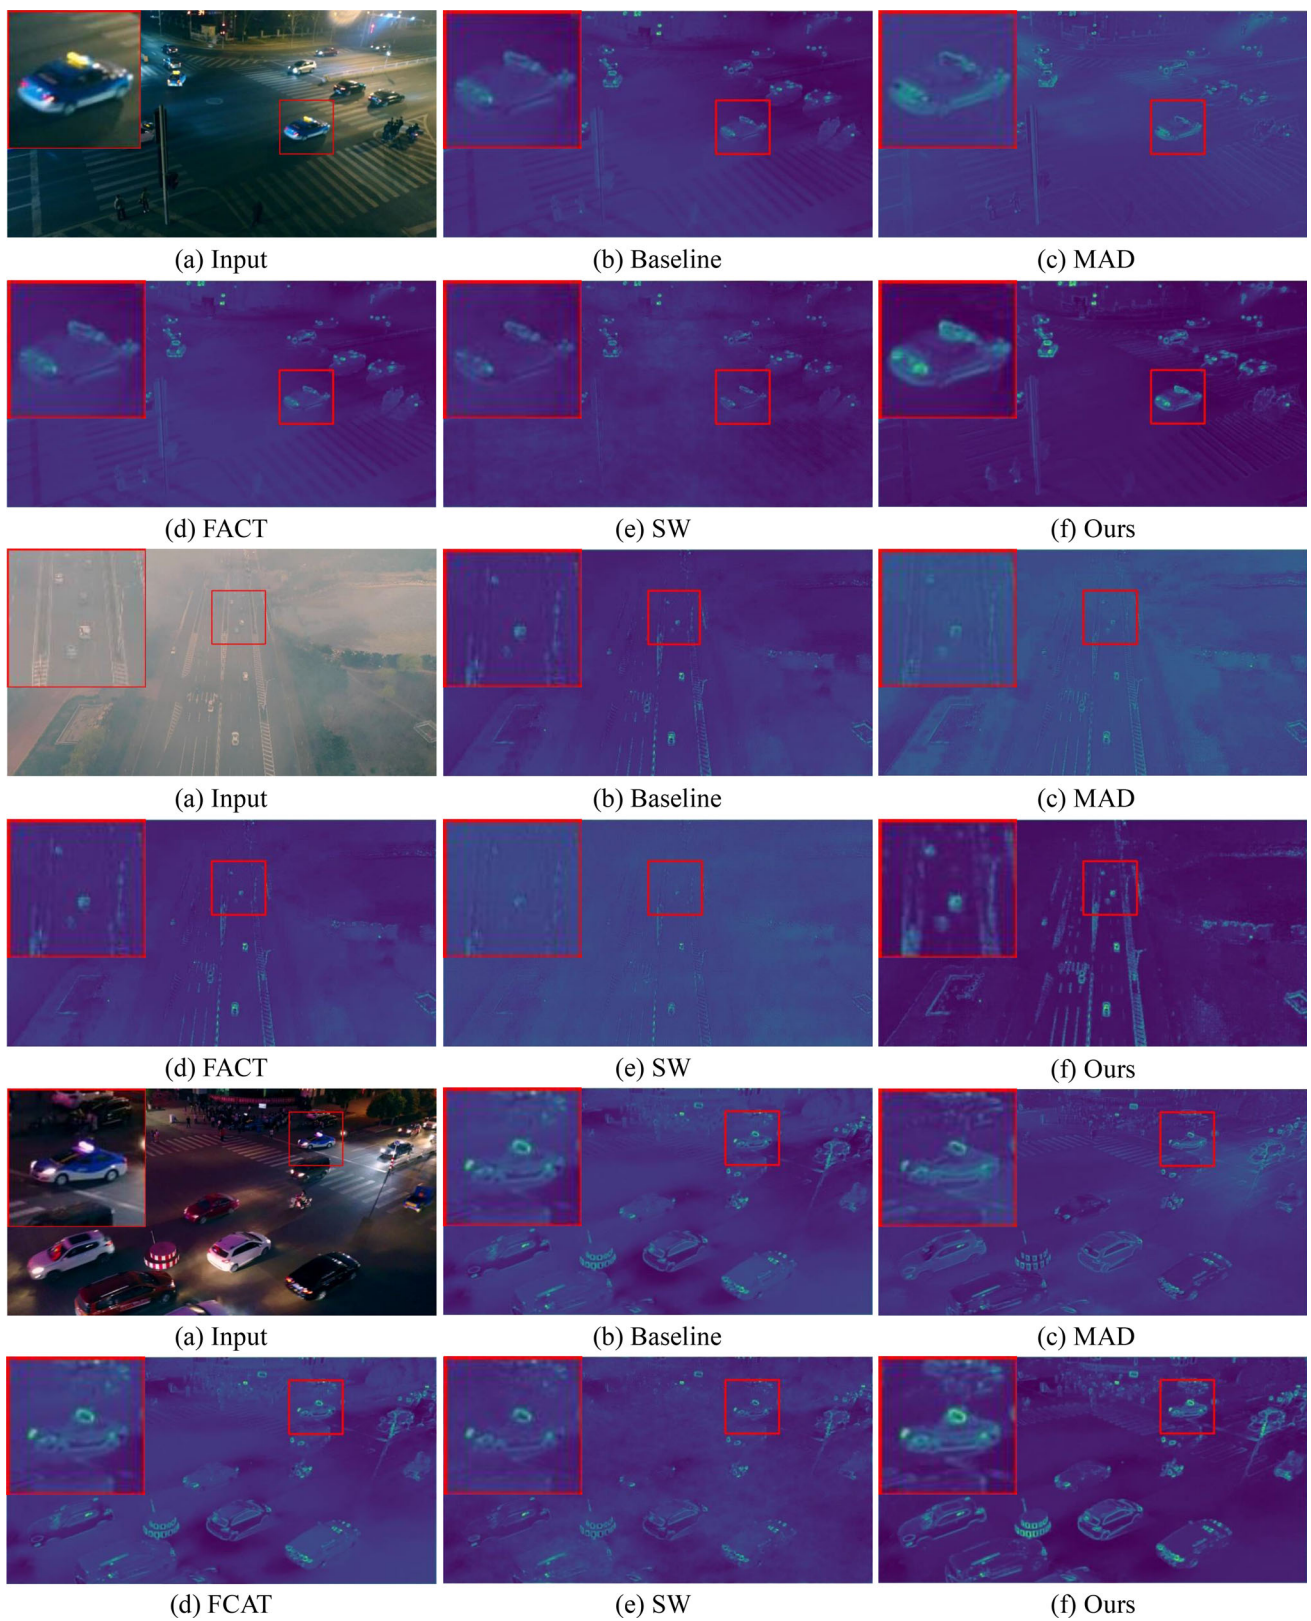 (a) Input
(b) Baseline
(c) MAD
(d) FACT
(e) SW
(f) Ours
(a) Input
(b) Baseline
(c) MAD
(d) FACT
(e) SW
(f) Ours
(a) Input
(b) Baseline
(c) MAD
(d) FCAT
(e) SW
(f) Ours